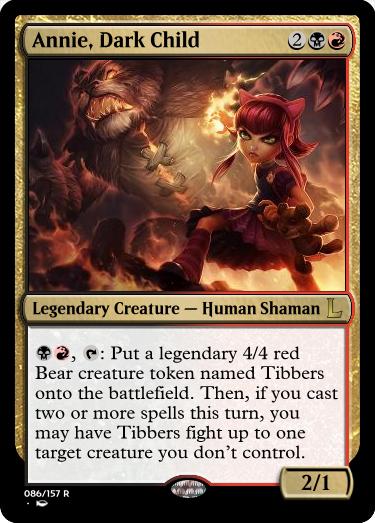 Annie, Dark Child 2
Legendary Creature — Human Shaman L
: Put a legendary 4/4 red
Bear creature token named Tibbers
onto the battlefield. Then, if you cast
two or more spells this turn, you
may have Tibbers fight up to one
target creature you don't control.
2/1
086/157 R